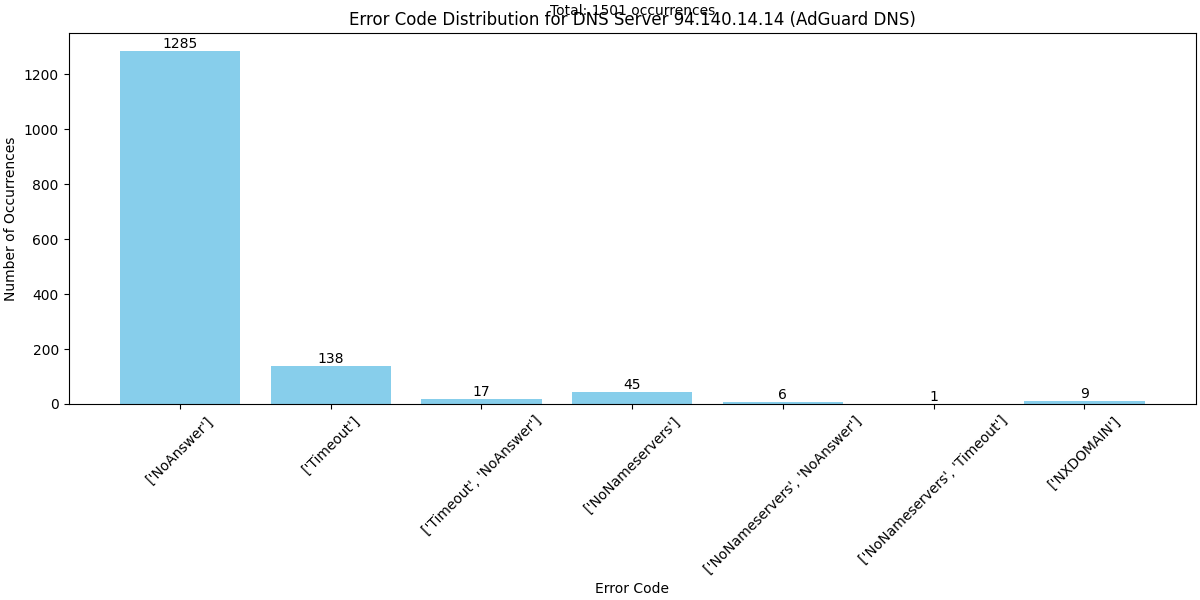 Total: 1501 occurrences
Error Code Distribution for DNS Server 94.140.14.14 (AdGuard DNS)
Number of Occurrences
1200
1000
800
600
400
200
0
1285
138
17
45
6
1
9
['NoAnswer']
['Timeout']
['Timeout', 'NoAnswer']
['NoNameservers']
['NoNameservers', 'NoAnswer']
['NoNameservers', 'Timeout']
['NXDOMAIN']
Error Code